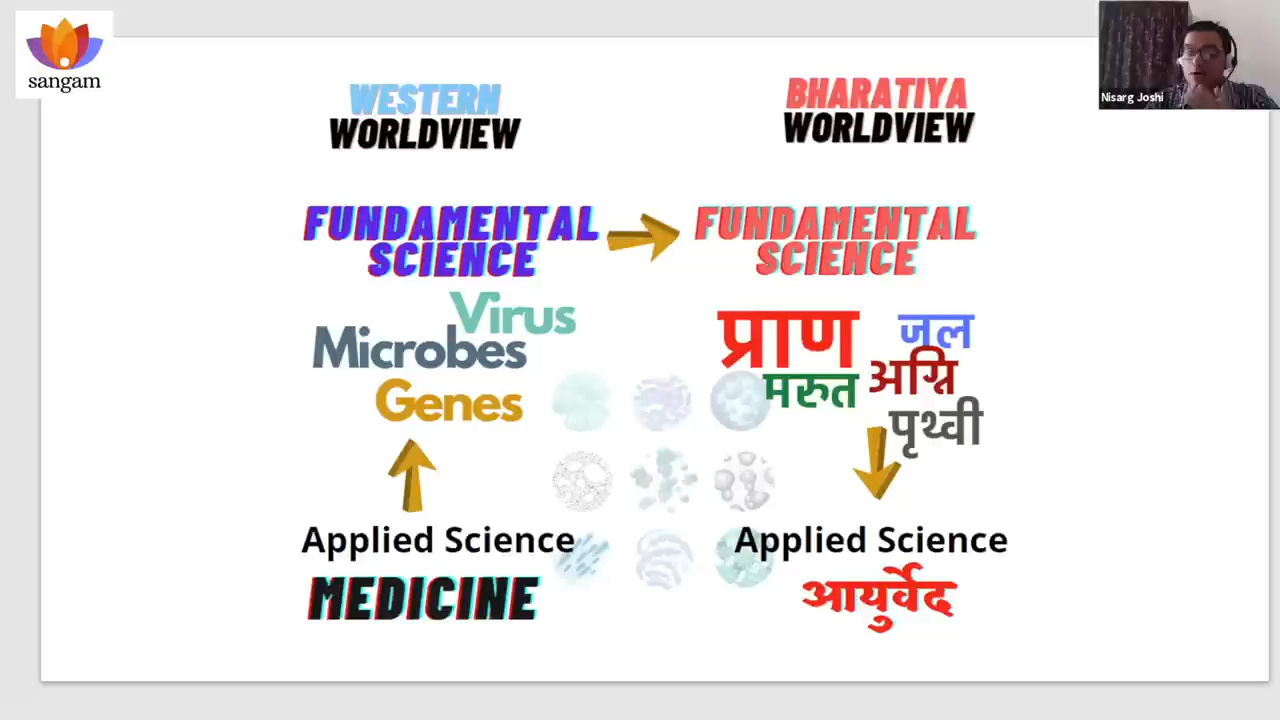 sangam
Nisarg Joshi
WESTERN
WORLDVIEW
BHARATIYA
WORLDVIEW
FUNDAMENTAL
SCIENCE
FUNDAMENTAL
SCIENCE
Virus
Microbes
Genes
प्राण
जल
मरुत
अग्नि
पृथ्वी
Applied Science
MEDICINE
Applied Science
आयुर्वेद